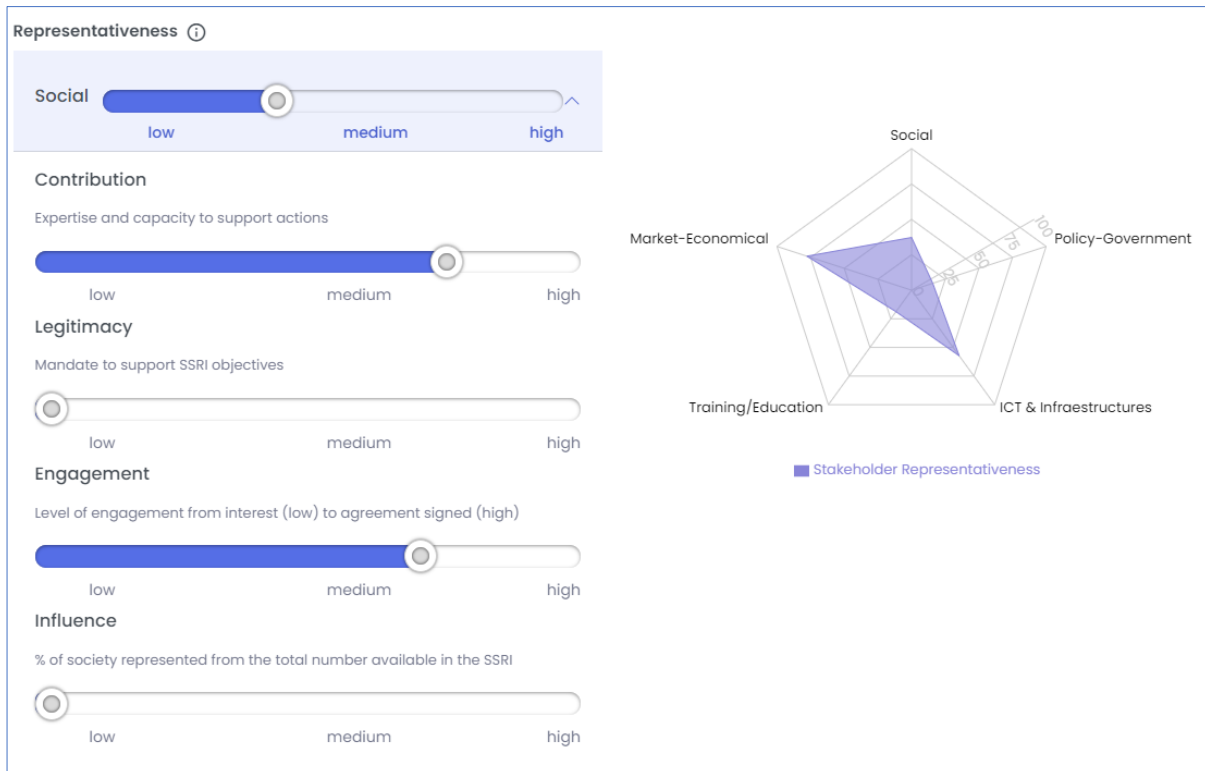 Representativeness
Social
low medium high
Contribution
Expertise and capacity to support actions
low medium high
Legitimacy
Mandate to support SSRI objectives
low medium high
Engagement
Level of engagement from interest (low) to agreement signed (high)
low medium high
Influence
% of society represented from the total number available in the SSRI
low medium high
Social
Market-Economical
Policy-Government
100
75
50
25
0
Training/Education
ICT & Infraestructures
Stakeholder Representativeness